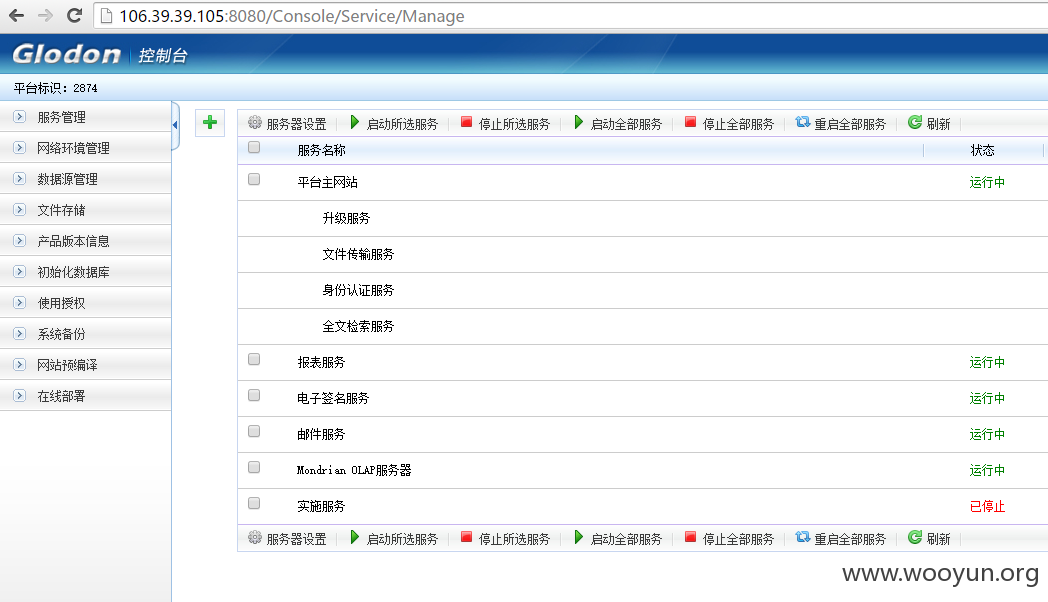 106.39.39.105:8080/Console/Service/Manage
Glodon 控制台
平台标识：2874
服务管理
网络环境管理
数据源管理
文件存储
产品版本信息
初始化数据库
使用授权
系统备份
网站预编译
在线部署
服务器设置 启动所选服务 停止所选服务 启动全部服务 停止全部服务 重启全部服务 刷新
服务名称 状态
平台主网站 运行中
升级服务
文件传输服务
身份认证服务
全文检索服务
报表服务 运行中
电子签名服务 运行中
邮件服务 运行中
Mondrian OLAP服务器 运行中
实施服务 已停止
服务器设置 启动所选服务 停止所选服务 启动全部服务 停止全部服务 重启全部服务 刷新
www.wooyun.org